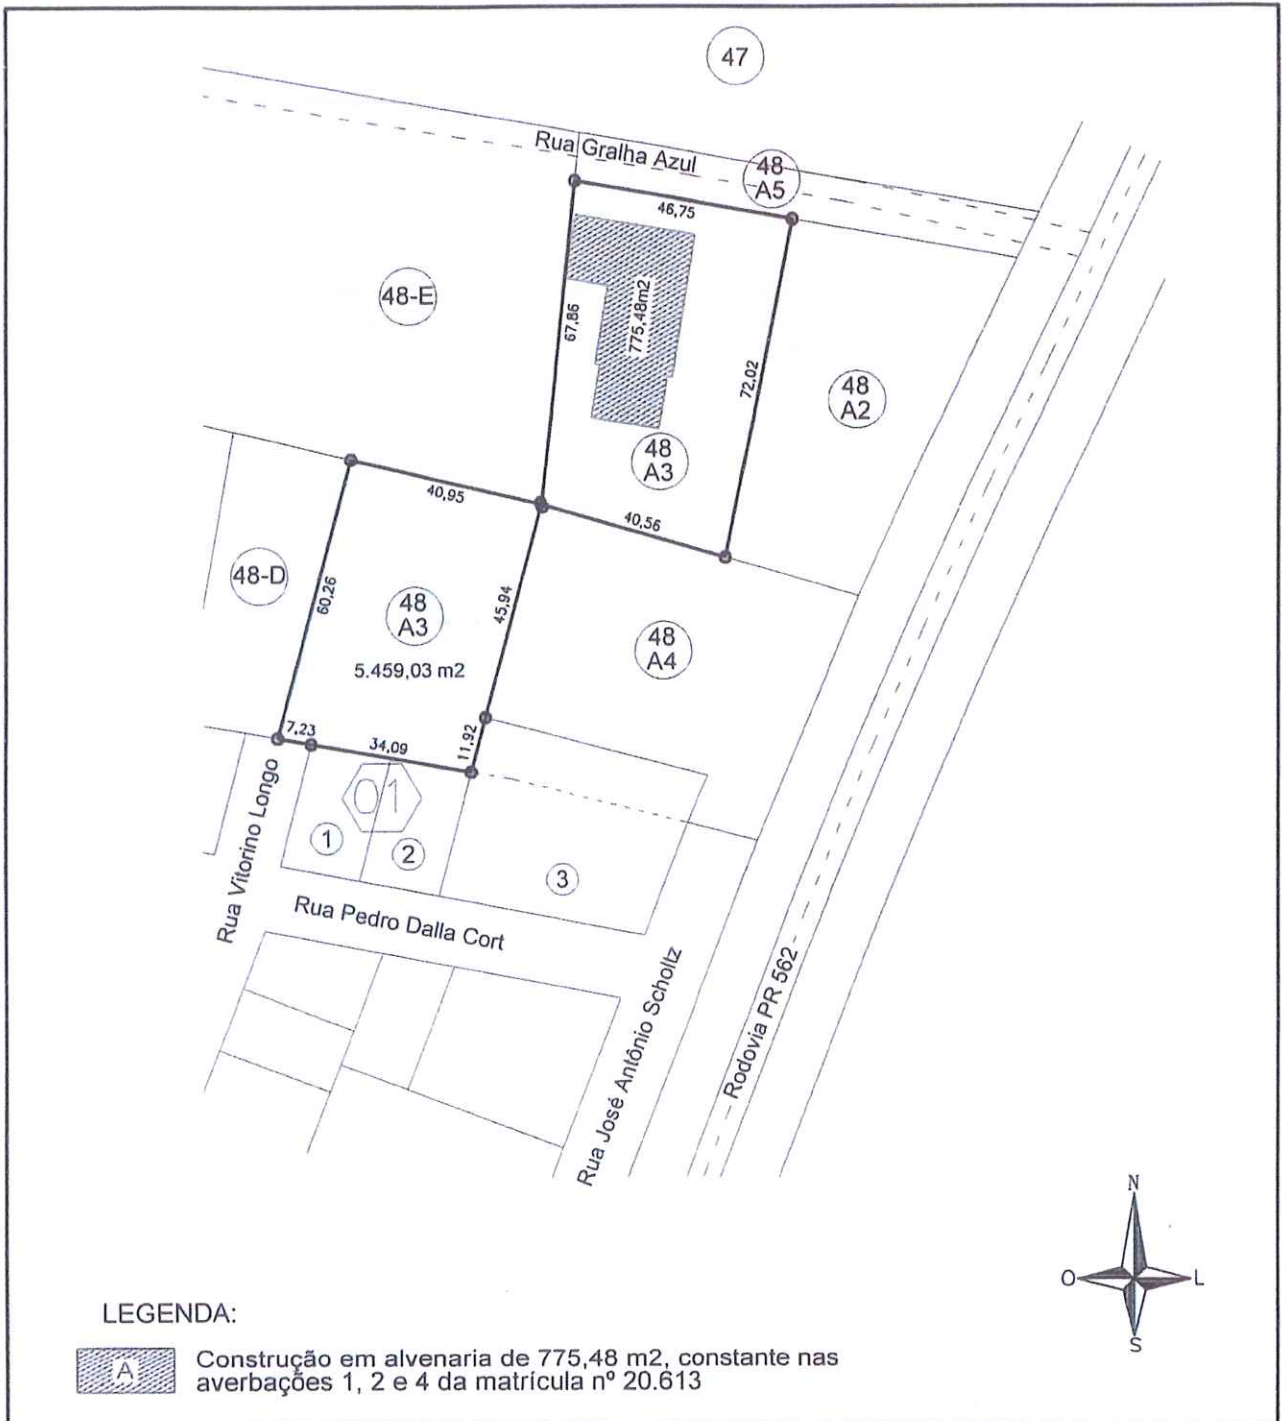 47
Rua Gralha Azul
48
A5
46,75
48-E
67,86
775,48m2
72,02
48
A2
48
A3
40,95
40,56
48-D
60,26
48
A3
45,94
5.459,03 m2
48
A4
7,23
34,09
11,92
01
1
2
3
Rua Vitorino Longo
Rua Pedro Dalla Cort
Rua José Antônio Scholtz
Rodovia PR 562
N
O
L
S
LEGENDA:
A
Construção em alvenaria de 775,48 m2, constante nas
averbações 1, 2 e 4 da matrícula nº 20.613